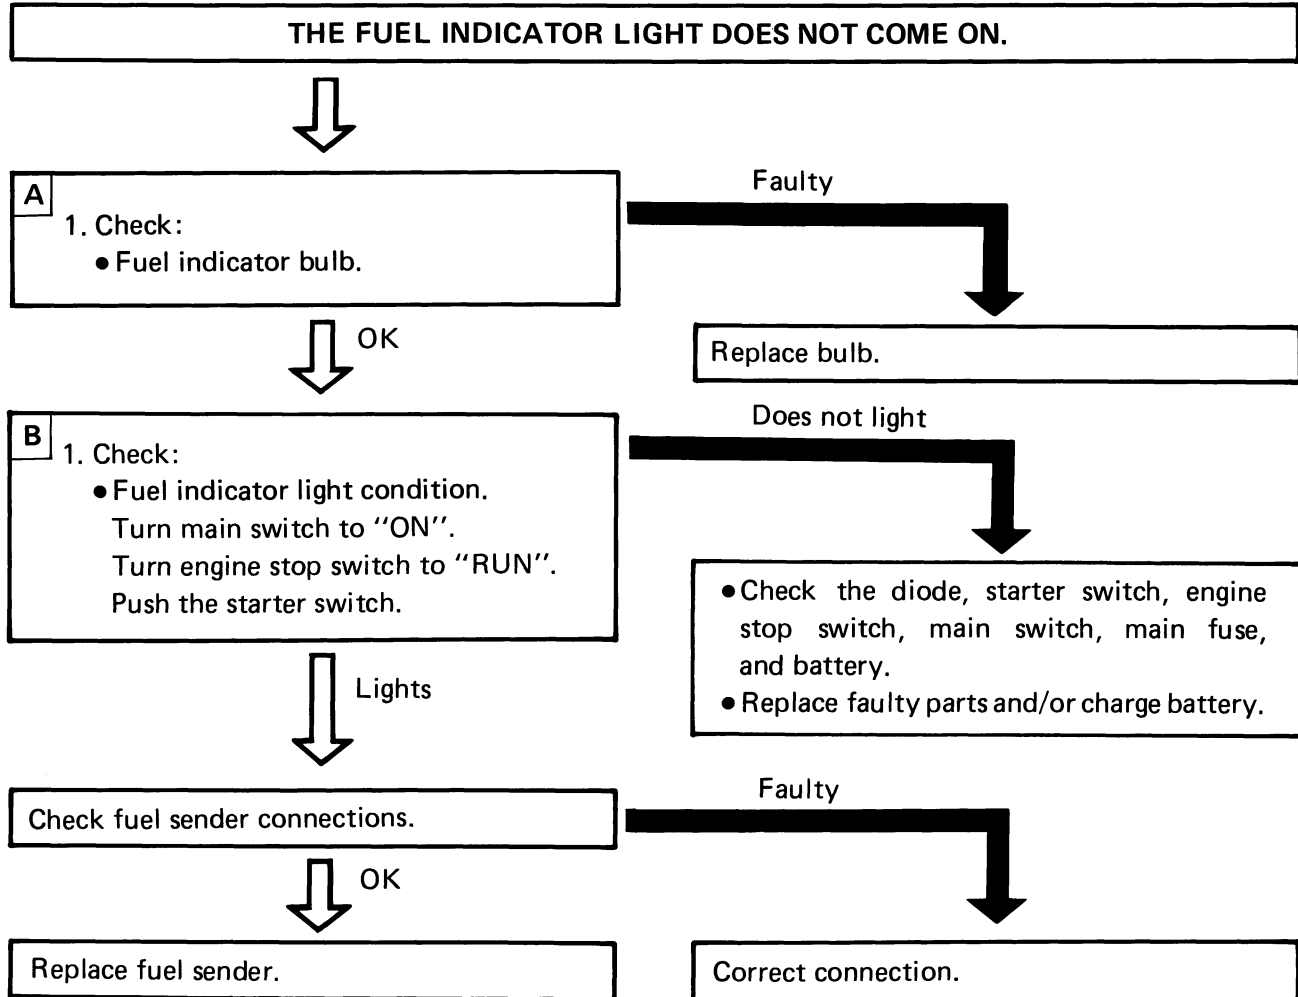 THE FUEL INDICATOR LIGHT DOES NOT COME ON.
A
1. Check:
● Fuel indicator bulb.
Faulty
OK
Replace bulb.
B
1. Check:
● Fuel indicator light condition.
Turn main switch to “ON”.
Turn engine stop switch to “RUN”.
Push the starter switch.
Does not light
● Check the diode, starter switch, engine
stop switch, main switch, main fuse,
and battery.
● Replace faulty parts and/or charge battery.
Lights
Check fuel sender connections.
Faulty
OK
Replace fuel sender.
Correct connection.